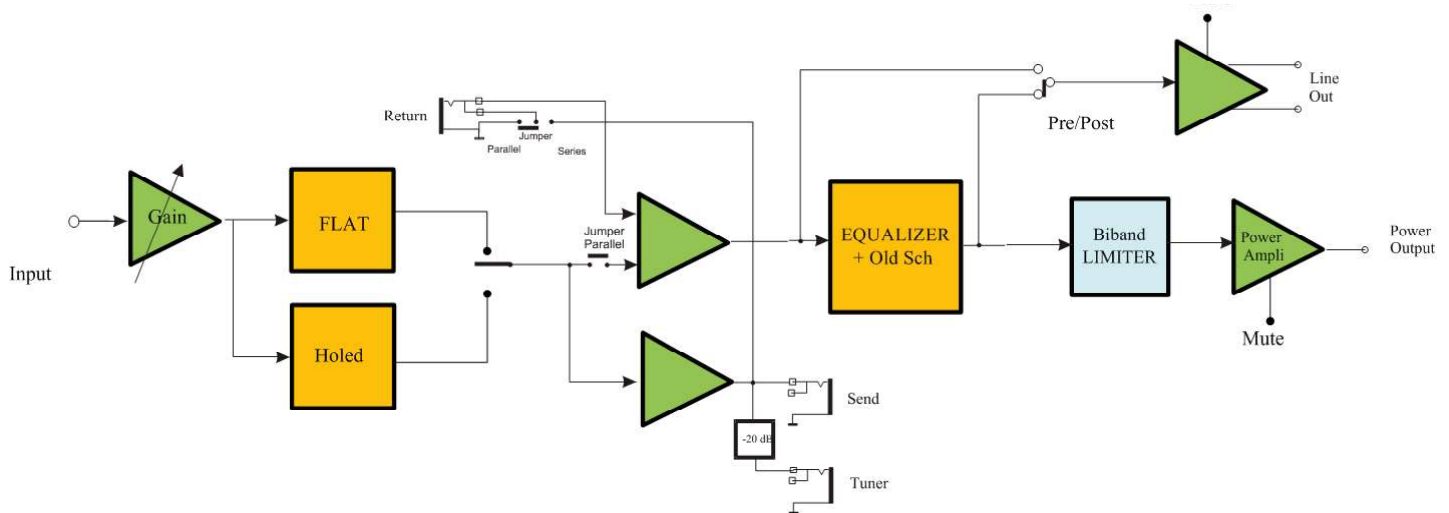 Line
Out
Return
Pre/Post
Jumper
Parallel
Series
Gain
FLAT
Jumper
Parallel
EQUALIZER
+ Old Sch
Biband
LIMITER
Power
Ampli
Power
Output
Input
Holed
Mute
Send
-20 dB
Tuner